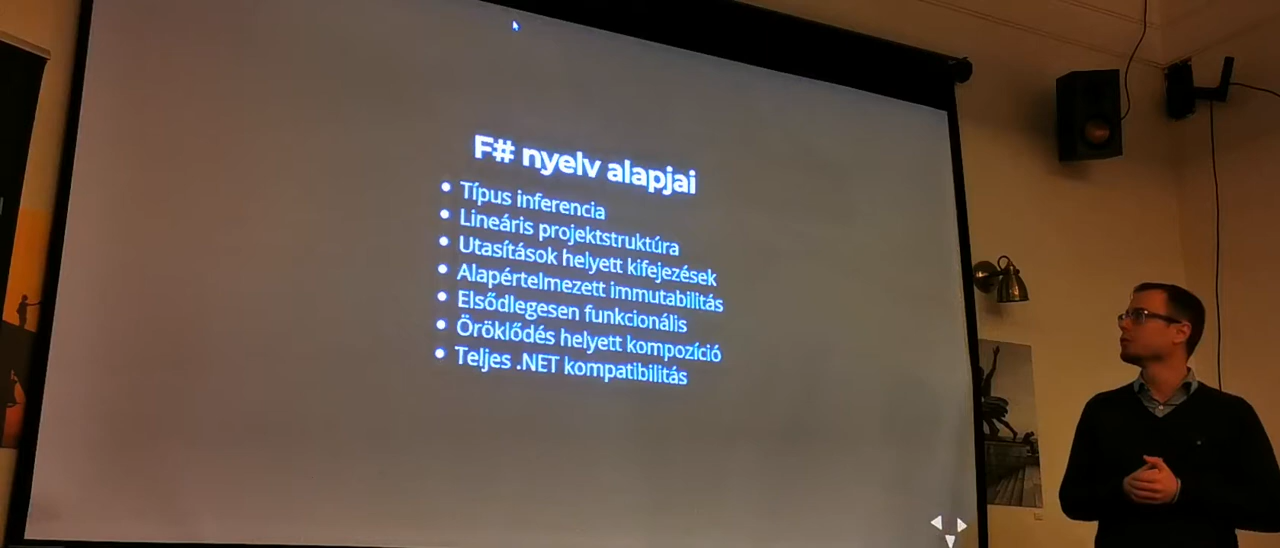 F# nyelv alapjai
Típus inferencia
Lineáris projektstruktúra
Utasítások helyett kifejezések
Alapértelmezett immutabilitás
Elsődlegesen funkcionális
Öröklődés helyett kompozíció
Teljes .NET kompatibilitás